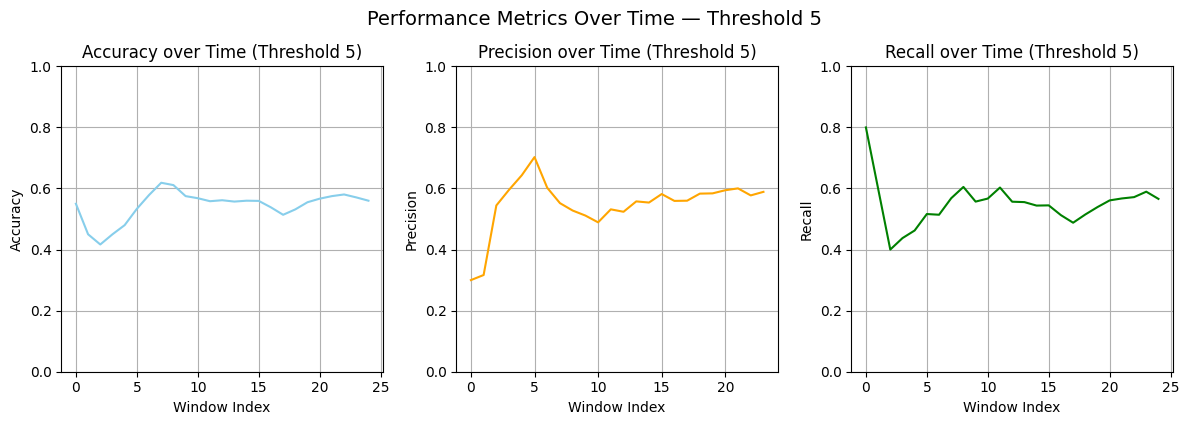 Performance Metrics Over Time — Threshold 5
Accuracy over Time (Threshold 5)
1.0
0.8
0.6
0.4
0.2
0.0
Accuracy
0 5 10 15 20 25
Window Index
Precision over Time (Threshold 5)
1.0
0.8
0.6
0.4
0.2
0.0
Precision
0 5 10 15 20
Window Index
Recall over Time (Threshold 5)
1.0
0.8
0.6
0.4
0.2
0.0
Recall
0 5 10 15 20 25
Window Index